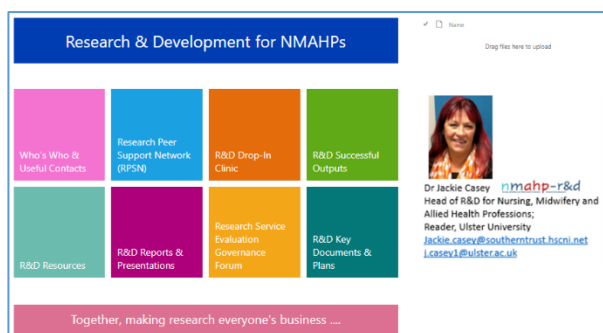 Research & Development for NMAHPs
Name
Drag files here to upload
Who's Who &
Useful Contacts
Research Peer
Support Network
(RPSN)
R&D Drop-In
Clinic
R&D Successful
Outputs
R&D Resources
R&D Reports &
Presentations
Research Service
Evaluation
Governance
Forum
R&D Key
Documents &
Plans
Together, making research everyone's business ....
Dr Jackie Casey nmahp-r&d
Head of R&D for Nursing, Midwifery and
Allied Health Professions;
Reader, Ulster University
Jackie.casey@southerntrust.hscni.net
j.casey1@ulster.ac.uk